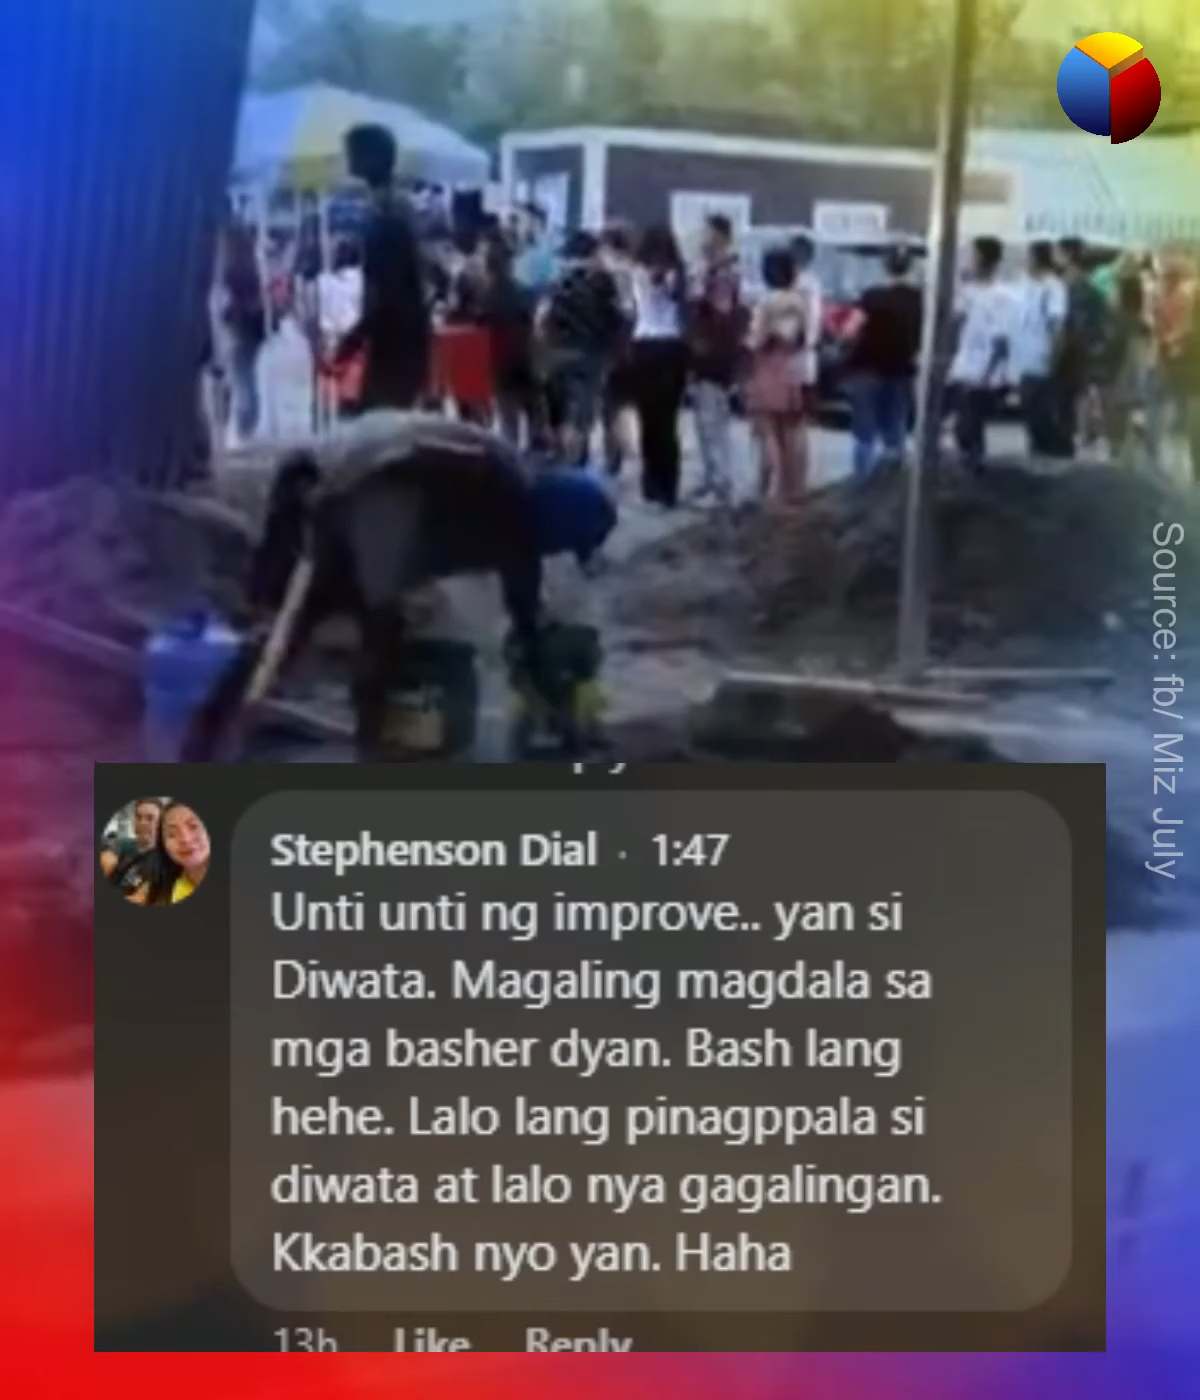 Source: fb/ Miz July
Stephenson Dial · 1:47
Unti unti ng improve.. yan si
Diwata. Magaling magdala sa
mga basher dyan. Bash lang
hehe. Lalo lang pinagppala si
diwata at lalo nya gagalingan.
Kkabash nyo yan. Haha
13h Like Reply